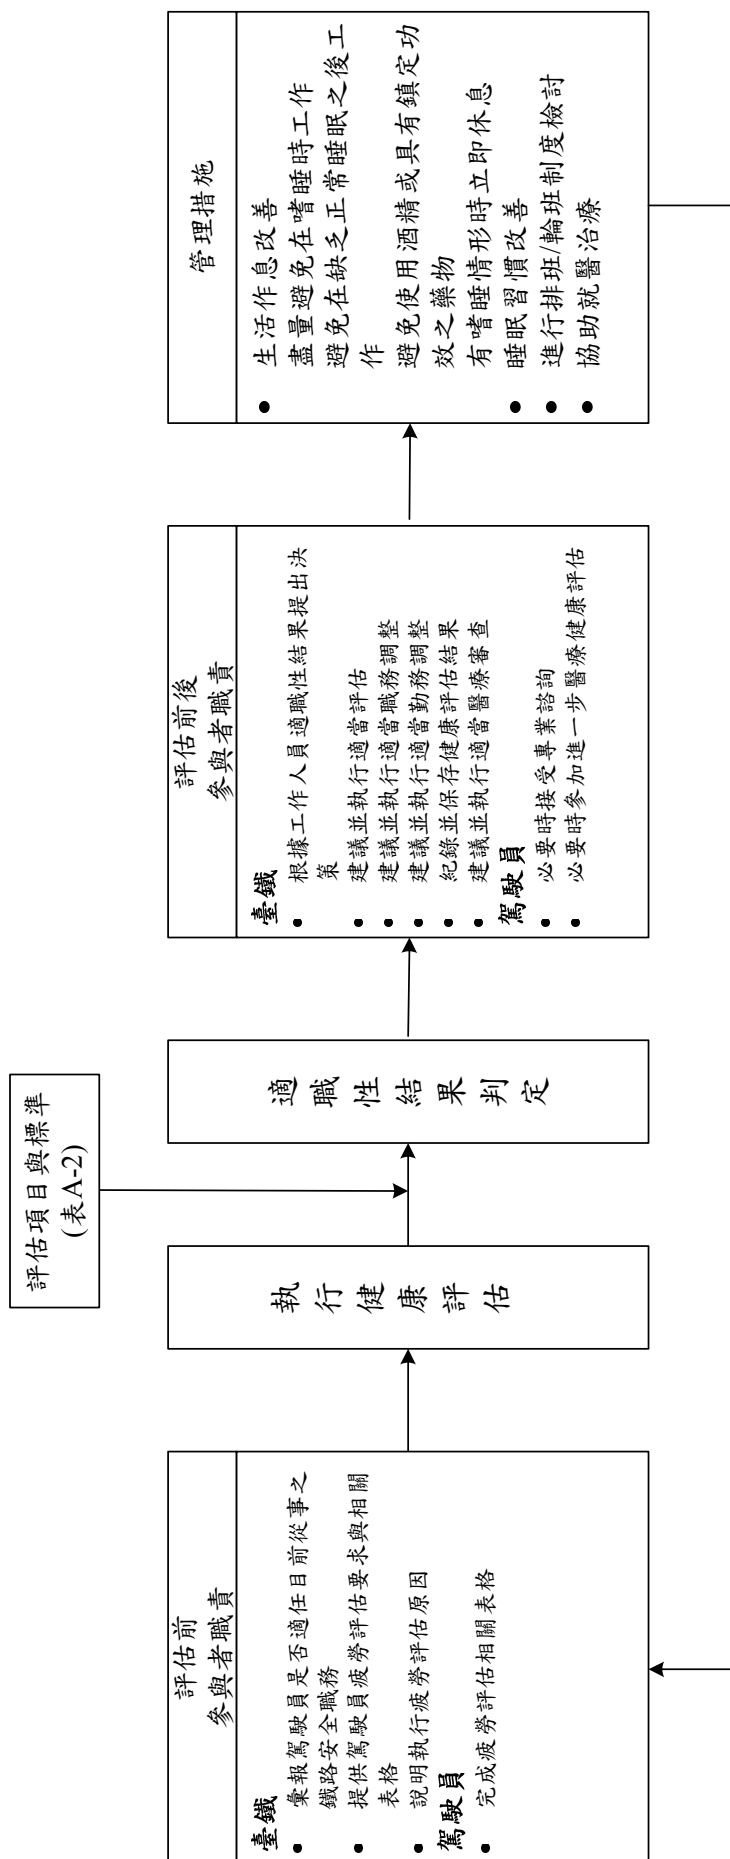 評估項目與標準
(表A-2)
評估前
參與者職責
臺鐵
● 彙報駕駛員是否適任目前從事之
鐵路安全職務
● 提供駕駛員疲勞評估要求與相關
表格
● 說明執行疲勞評估原因
駕駛員
● 完成疲勞評估相關表格
執行健康評估
適職性結果判定
評估前後
參與者職責
臺鐵
● 根據工作人員適職性結果提出決
策
● 建議並執行適當評估
● 建議並執行適當職務調整
● 建議並執行適當勤務調整
● 紀錄並保存健康評估結果
● 建議並執行適當醫療審查
駕駛員
● 必要時接受專業諮詢
● 必要時參加進一步醫療健康評估
管理措施
● 生活作息改善
盡量避免在嗜睡時工作
避免在缺乏正常睡眠之後工
作
避免使用酒精或具有鎮定功
效之藥物
有嗜睡情形時立即休息
● 睡眠習慣改善
● 進行排班/輪班制度檢討
● 協助就醫治療